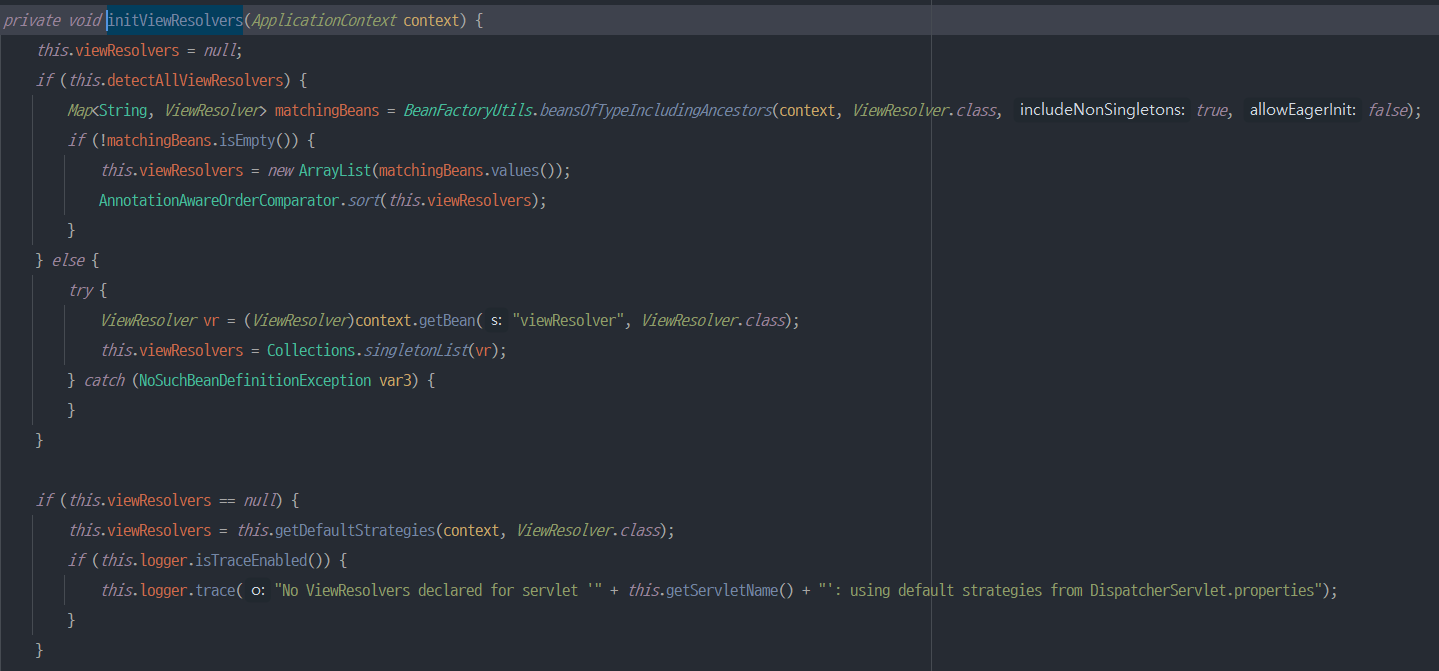 private void initViewResolvers(ApplicationContext context) {
this.viewResolvers = null;
if (this.detectAllViewResolvers) {
Map<String, ViewResolver> matchingBeans = BeanFactoryUtils.beansOfTypeIncludingAncestors(context, ViewResolver.class, includeNonSingletons: true, allowEagerInit: false);
if (!matchingBeans.isEmpty()) {
this.viewResolvers = new ArrayList(matchingBeans.values());
AnnotationAwareOrderComparator.sort(this.viewResolvers);
}
} else {
try {
ViewResolver vr = (ViewResolver)context.getBean( s: "viewResolver", ViewResolver.class);
this.viewResolvers = Collections.singletonList(vr);
} catch (NoSuchBeanDefinitionException var3) {
}
}
if (this.viewResolvers == null) {
this.viewResolvers = this.getDefaultStrategies(context, ViewResolver.class);
if (this.logger.isTraceEnabled()) {
this.logger.trace( o: "No ViewResolvers declared for servlet '" + this.getServletName() + "': using default strategies from DispatcherServlet.properties");
}
}